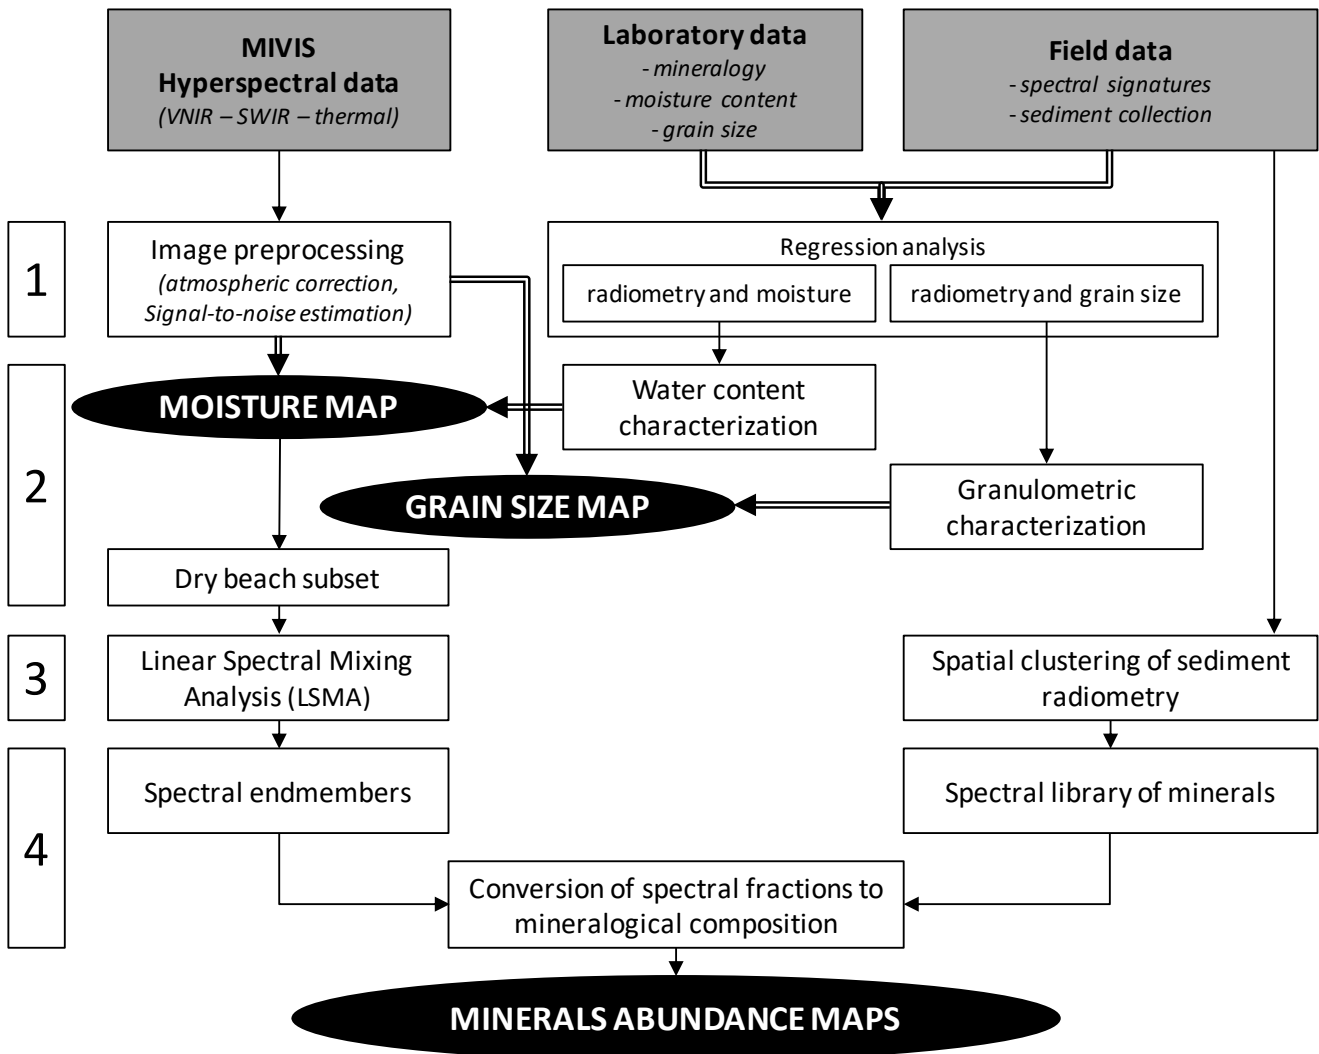 MIVIS
Hyperspectral data
(VNIR – SWIR – thermal)
Laboratory data
- mineralogy
- moisture content
- grain size
Field data
- spectral signatures
- sediment collection
1
Image preprocessing
(atmospheric correction,
Signal-to-noise estimation)
Regression analysis
radiometry and moisture
radiometry and grain size
2
MOISTURE MAP
Water content
characterization
GRAIN SIZE MAP
Granulometric
characterization
Dry beach subset
3
Linear Spectral Mixing
Analysis (LSMA)
Spatial clustering of sediment
radiometry
4
Spectral endmembers
Spectral library of minerals
Conversion of spectral fractions to
mineralogical composition
MINERALS ABUNDANCE MAPS